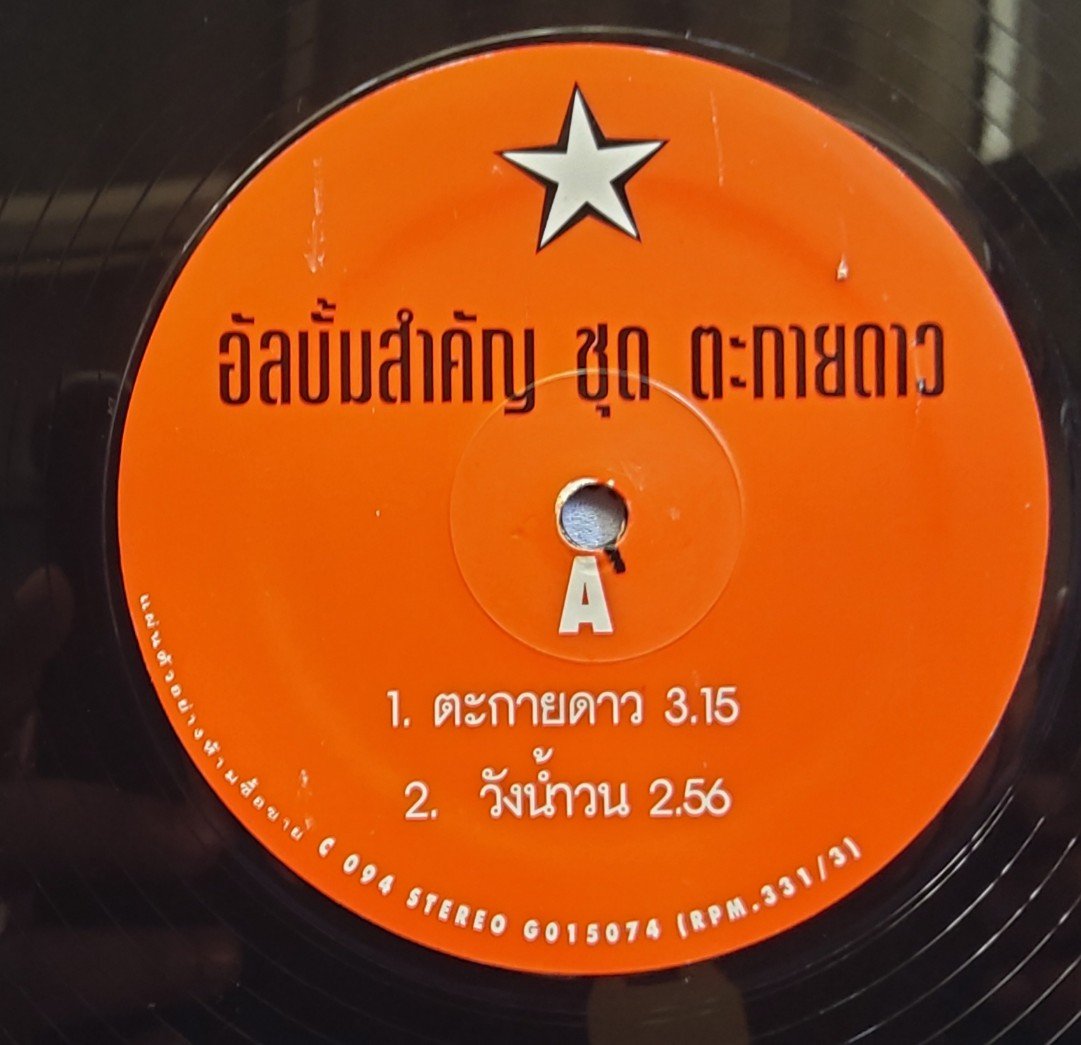 อัลบั้มสำคัญ ชุด ตะกายดาว
A
1. ตะกายดาว 3.15
2. วังน้ำวน 2.56
แผ่นตัวอย่างห้ามซื้อขาย C 094 STEREO G015074 (RPM.331/3)